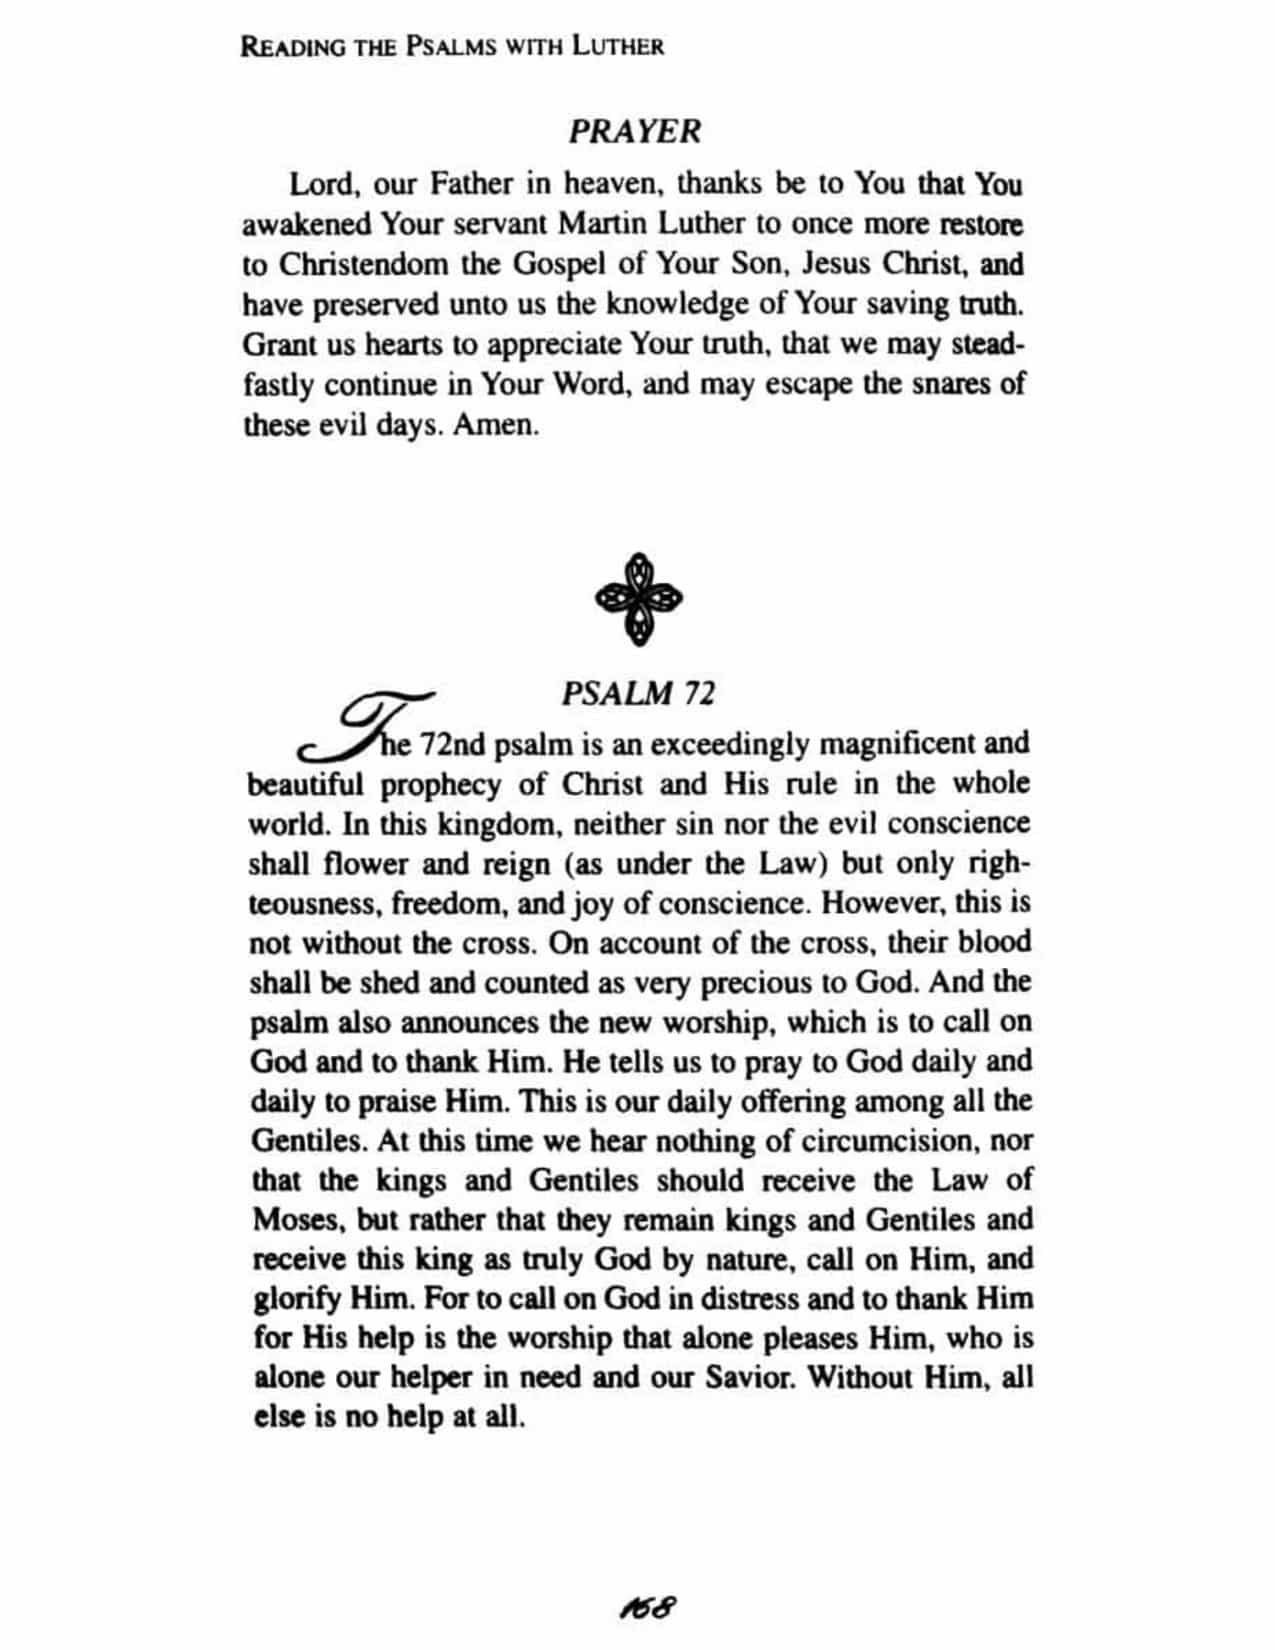 READING THE PSALMS WITH LUTHER
PRAYER
Lord, our Father in heaven, thanks be to You that You
awakened Your servant Martin Luther to once more restore
to Christendom the Gospel of Your Son, Jesus Christ, and
have preserved unto us the knowledge of Your saving truth.
Grant us hearts to appreciate Your truth, that we may stead-
fastly continue in Your Word, and may escape the snares of
these evil days. Amen.
PSALM 72
The 72nd psalm is an exceedingly magnificent and
beautiful prophecy of Christ and His rule in the whole
world. In this kingdom, neither sin nor the evil conscience
shall flower and reign (as under the Law) but only righ-
teousness, freedom, and joy of conscience. However, this is
not without the cross. On account of the cross, their blood
shall be shed and counted as very precious to God. And the
psalm also announces the new worship, which is to call on
God and to thank Him. He tells us to pray to God daily and
daily to praise Him. This is our daily offering among all the
Gentiles. At this time we hear nothing of circumcision, nor
that the kings and Gentiles should receive the Law of
Moses, but rather that they remain kings and Gentiles and
receive this king as truly God by nature, call on Him, and
glorify Him. For to call on God in distress and to thank Him
for His help is the worship that alone pleases Him, who is
alone our helper in need and our Savior. Without Him, all
else is no help at all.
168